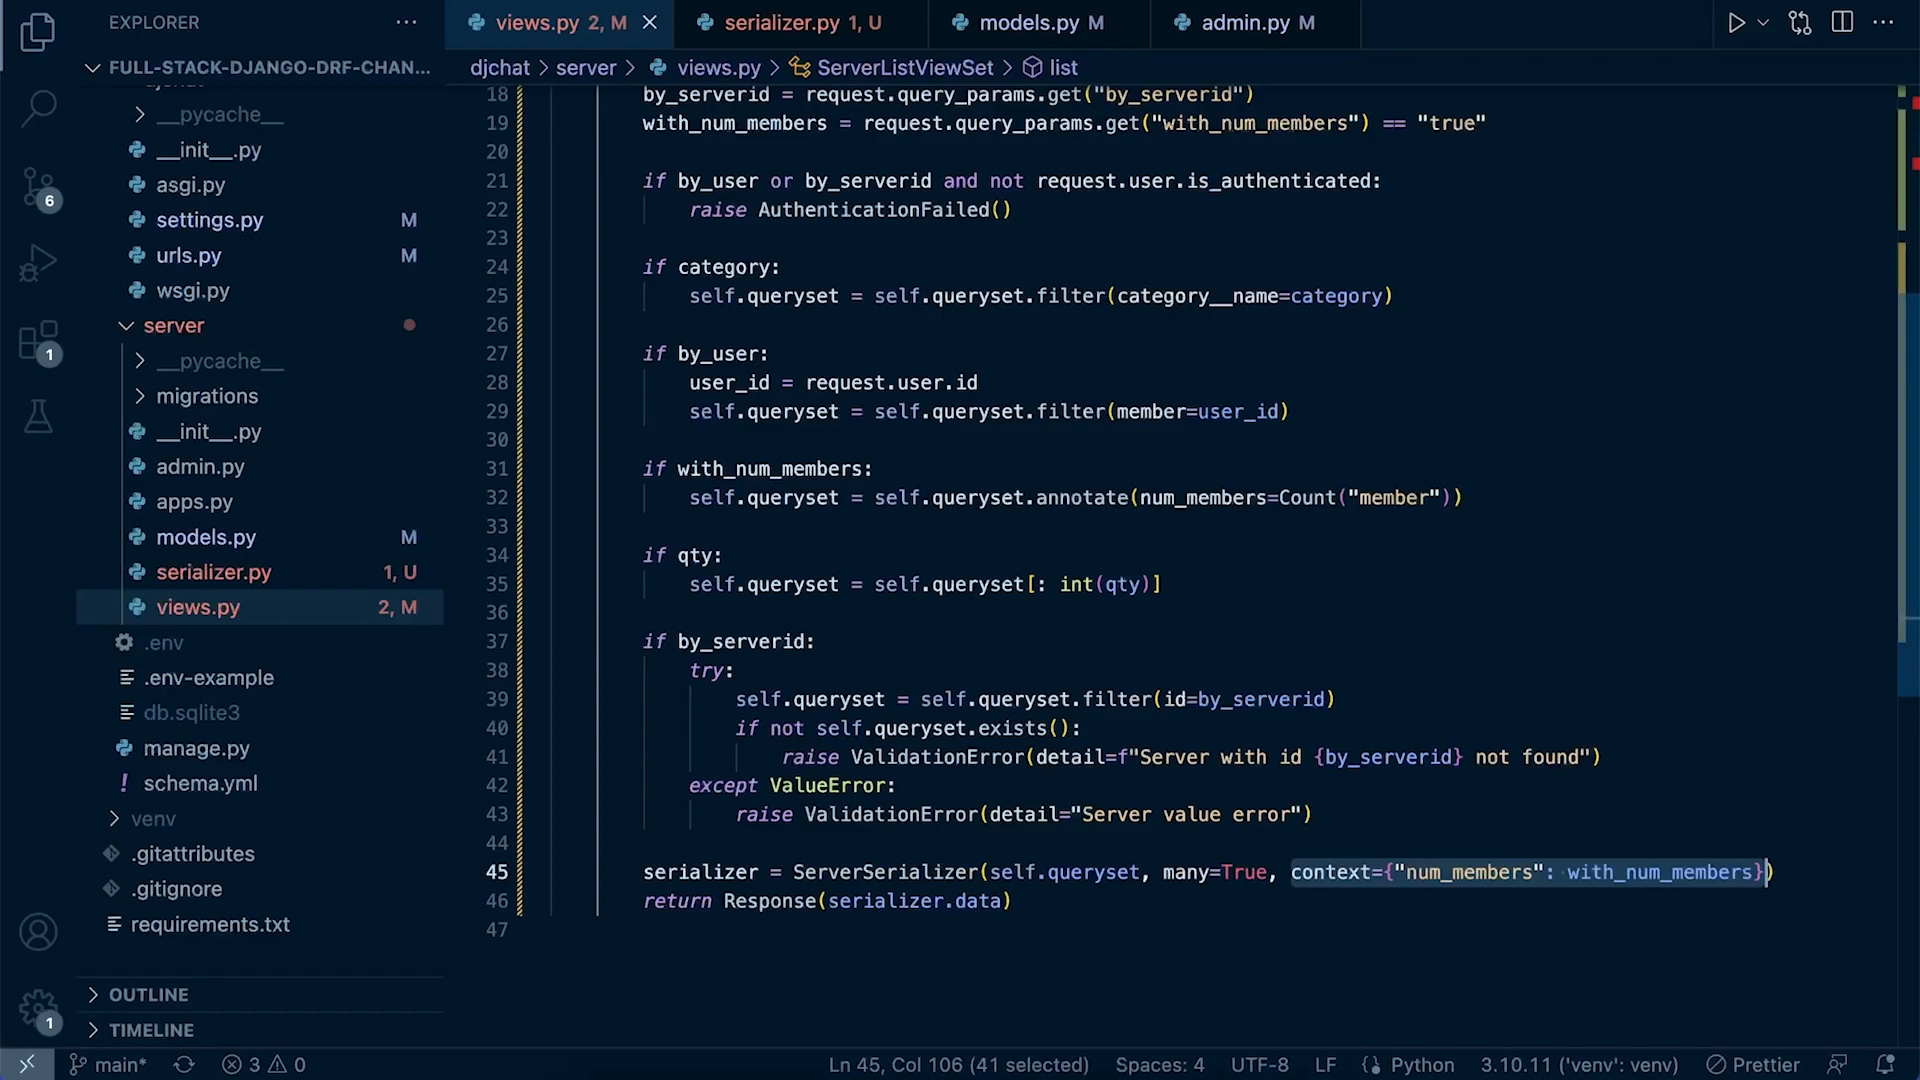 EXPLORER
FULL-STACK-DJANGO-DRF-CHAN...
__pycache__
__init__.py
asgi.py
settings.py M
urls.py M
wsgi.py
server
__pycache__
migrations
__init__.py
admin.py
apps.py
models.py M
serializer.py 1, U
views.py 2, M
.env
.env-example
db.sqlite3
manage.py
! schema.yml
venv
.gitattributes
.gitignore
requirements.txt
OUTLINE
TIMELINE
6
1
1
views.py 2, M
serializer.py 1, U
models.py M
admin.py M
djchat > server > views.py > ServerListViewSet > list
18 by_serverid = request.query_params.get("by_serverid")
19 with_num_members = request.query_params.get("with_num_members") == "true"
20
21 if by_user or by_serverid and not request.user.is_authenticated:
22 raise AuthenticationFailed()
23
24 if category:
25 self.queryset = self.queryset.filter(category__name=category)
26
27 if by_user:
28 user_id = request.user.id
29 self.queryset = self.queryset.filter(member=user_id)
30
31 if with_num_members:
32 self.queryset = self.queryset.annotate(num_members=Count("member"))
33
34 if qty:
35 self.queryset = self.queryset[: int(qty)]
36
37 if by_serverid:
38 try:
39 self.queryset = self.queryset.filter(id=by_serverid)
40 if not self.queryset.exists():
41 raise ValidationError(detail=f"Server with id {by_serverid} not found")
42 except ValueError:
43 raise ValidationError(detail="Server value error")
44
45 serializer = ServerSerializer(self.queryset, many=True, context={"num_members": with_num_members})
46 return Response(serializer.data)
47
main* 3 0 Ln 45, Col 106 (41 selected) Spaces: 4 UTF-8 LF Python 3.10.11 ('venv': venv) Prettier